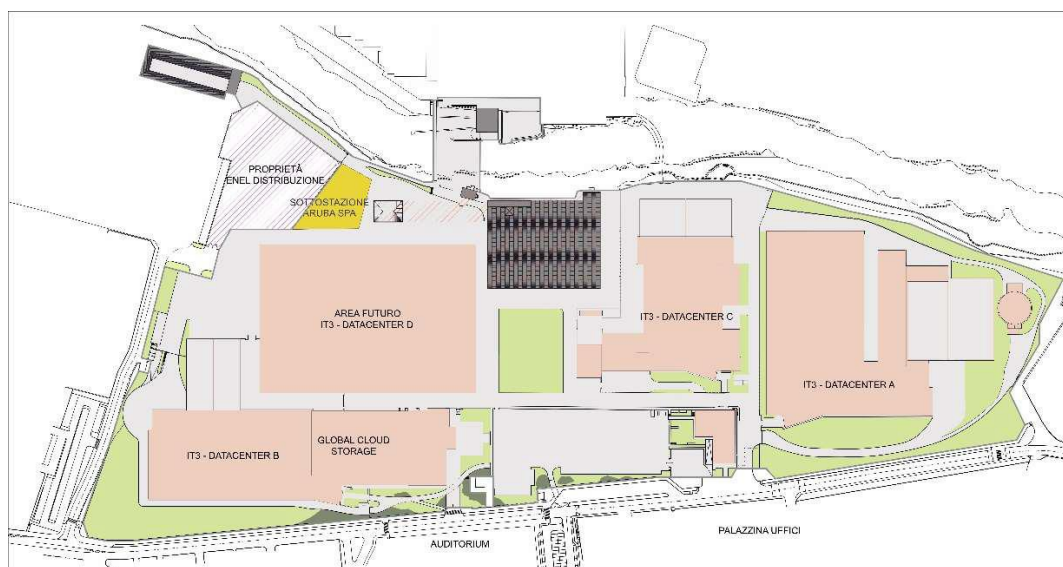 PROPRIETÀ
ENEL DISTRIBUZIONE
SOTTOSTAZIONE
ARUBA SPA
AREA FUTURO
IT3 - DATACENTER D
IT3 - DATACENTER C
IT3 - DATACENTER A
IT3 - DATACENTER B
GLOBAL CLOUD
STORAGE
AUDITORIUM
PALAZZINA UFFICI